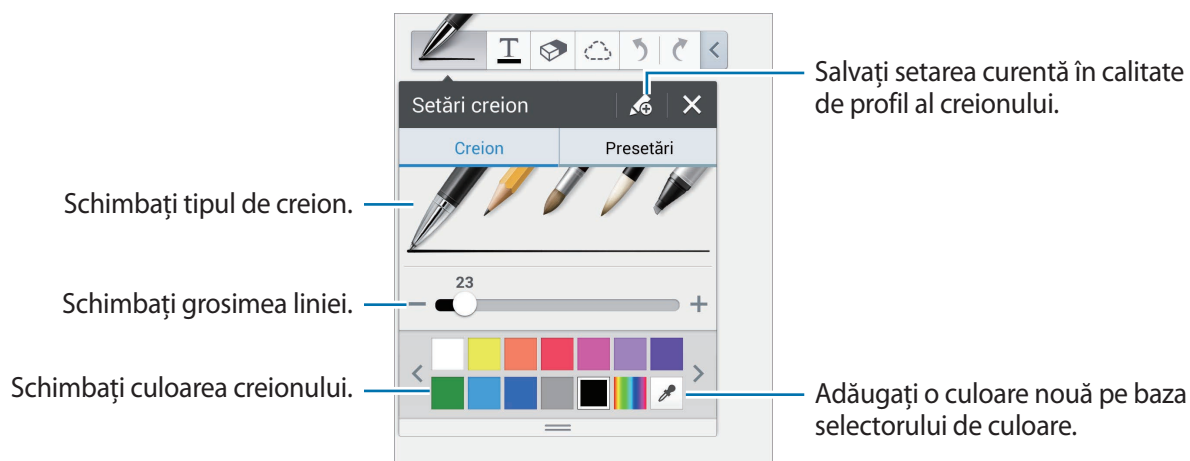 T
Setări creion
Creion
Presetări
23
Salvați setarea curentă în calitate
de profil al creionului.
Schimbați tipul de creion.
Schimbați grosimea liniei.
Schimbați culoarea creionului.
Adăugați o culoare nouă pe baza
selectorului de culoare.